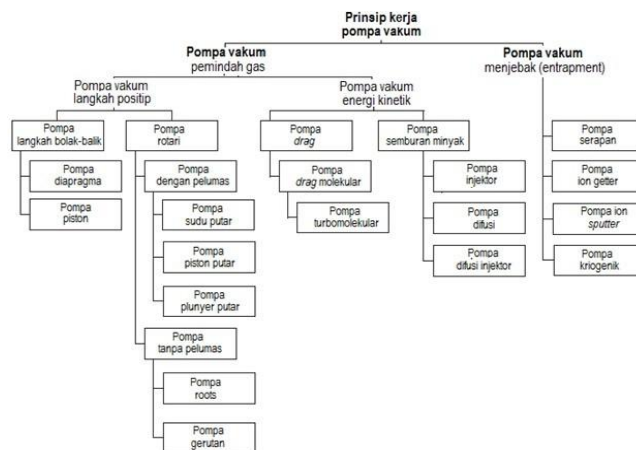 Prinsip kerja
pompa vakum
Pompa vakum
pemindah gas
Pompa vakum
menjebak (entrapment)
Pompa vakum
langkah positip
Pompa vakum
energi kinetik
Pompa
langkah bolak-balik
Pompa
diapragma
Pompa
piston
Pompa
rotari
Pompa
dengan pelumas
Pompa
sudu putar
Pompa
piston putar
Pompa
plunyer putar
Pompa
tanpa pelumas
Pompa
roots
Pompa
gerutan
Pompa
drag
Pompa
drag molekular
Pompa
turbomolekular
Pompa
semburan minyak
Pompa
injektor
Pompa
difusi
Pompa
difusi injektor
Pompa
serapan
Pompa
ion getter
Pompa ion
sputter
Pompa
kriogenik